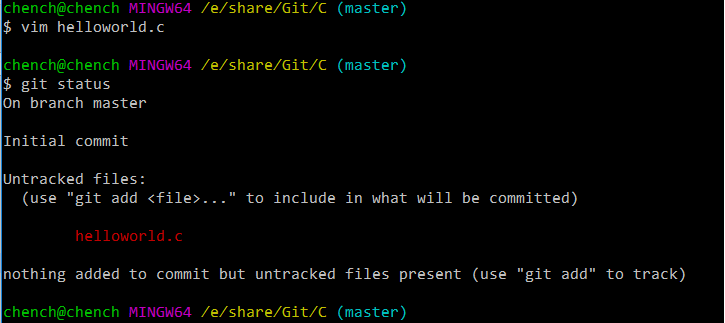 chench@chench MINGW64 /e/share/Git/C (master)
$ vim helloworld.c
chench@chench MINGW64 /e/share/Git/C (master)
$ git status
On branch master
Initial commit
Untracked files:
  (use "git add <file>..." to include in what will be committed)
        helloworld.c
nothing added to commit but untracked files present (use "git add" to track)
chench@chench MINGW64 /e/share/Git/C (master)